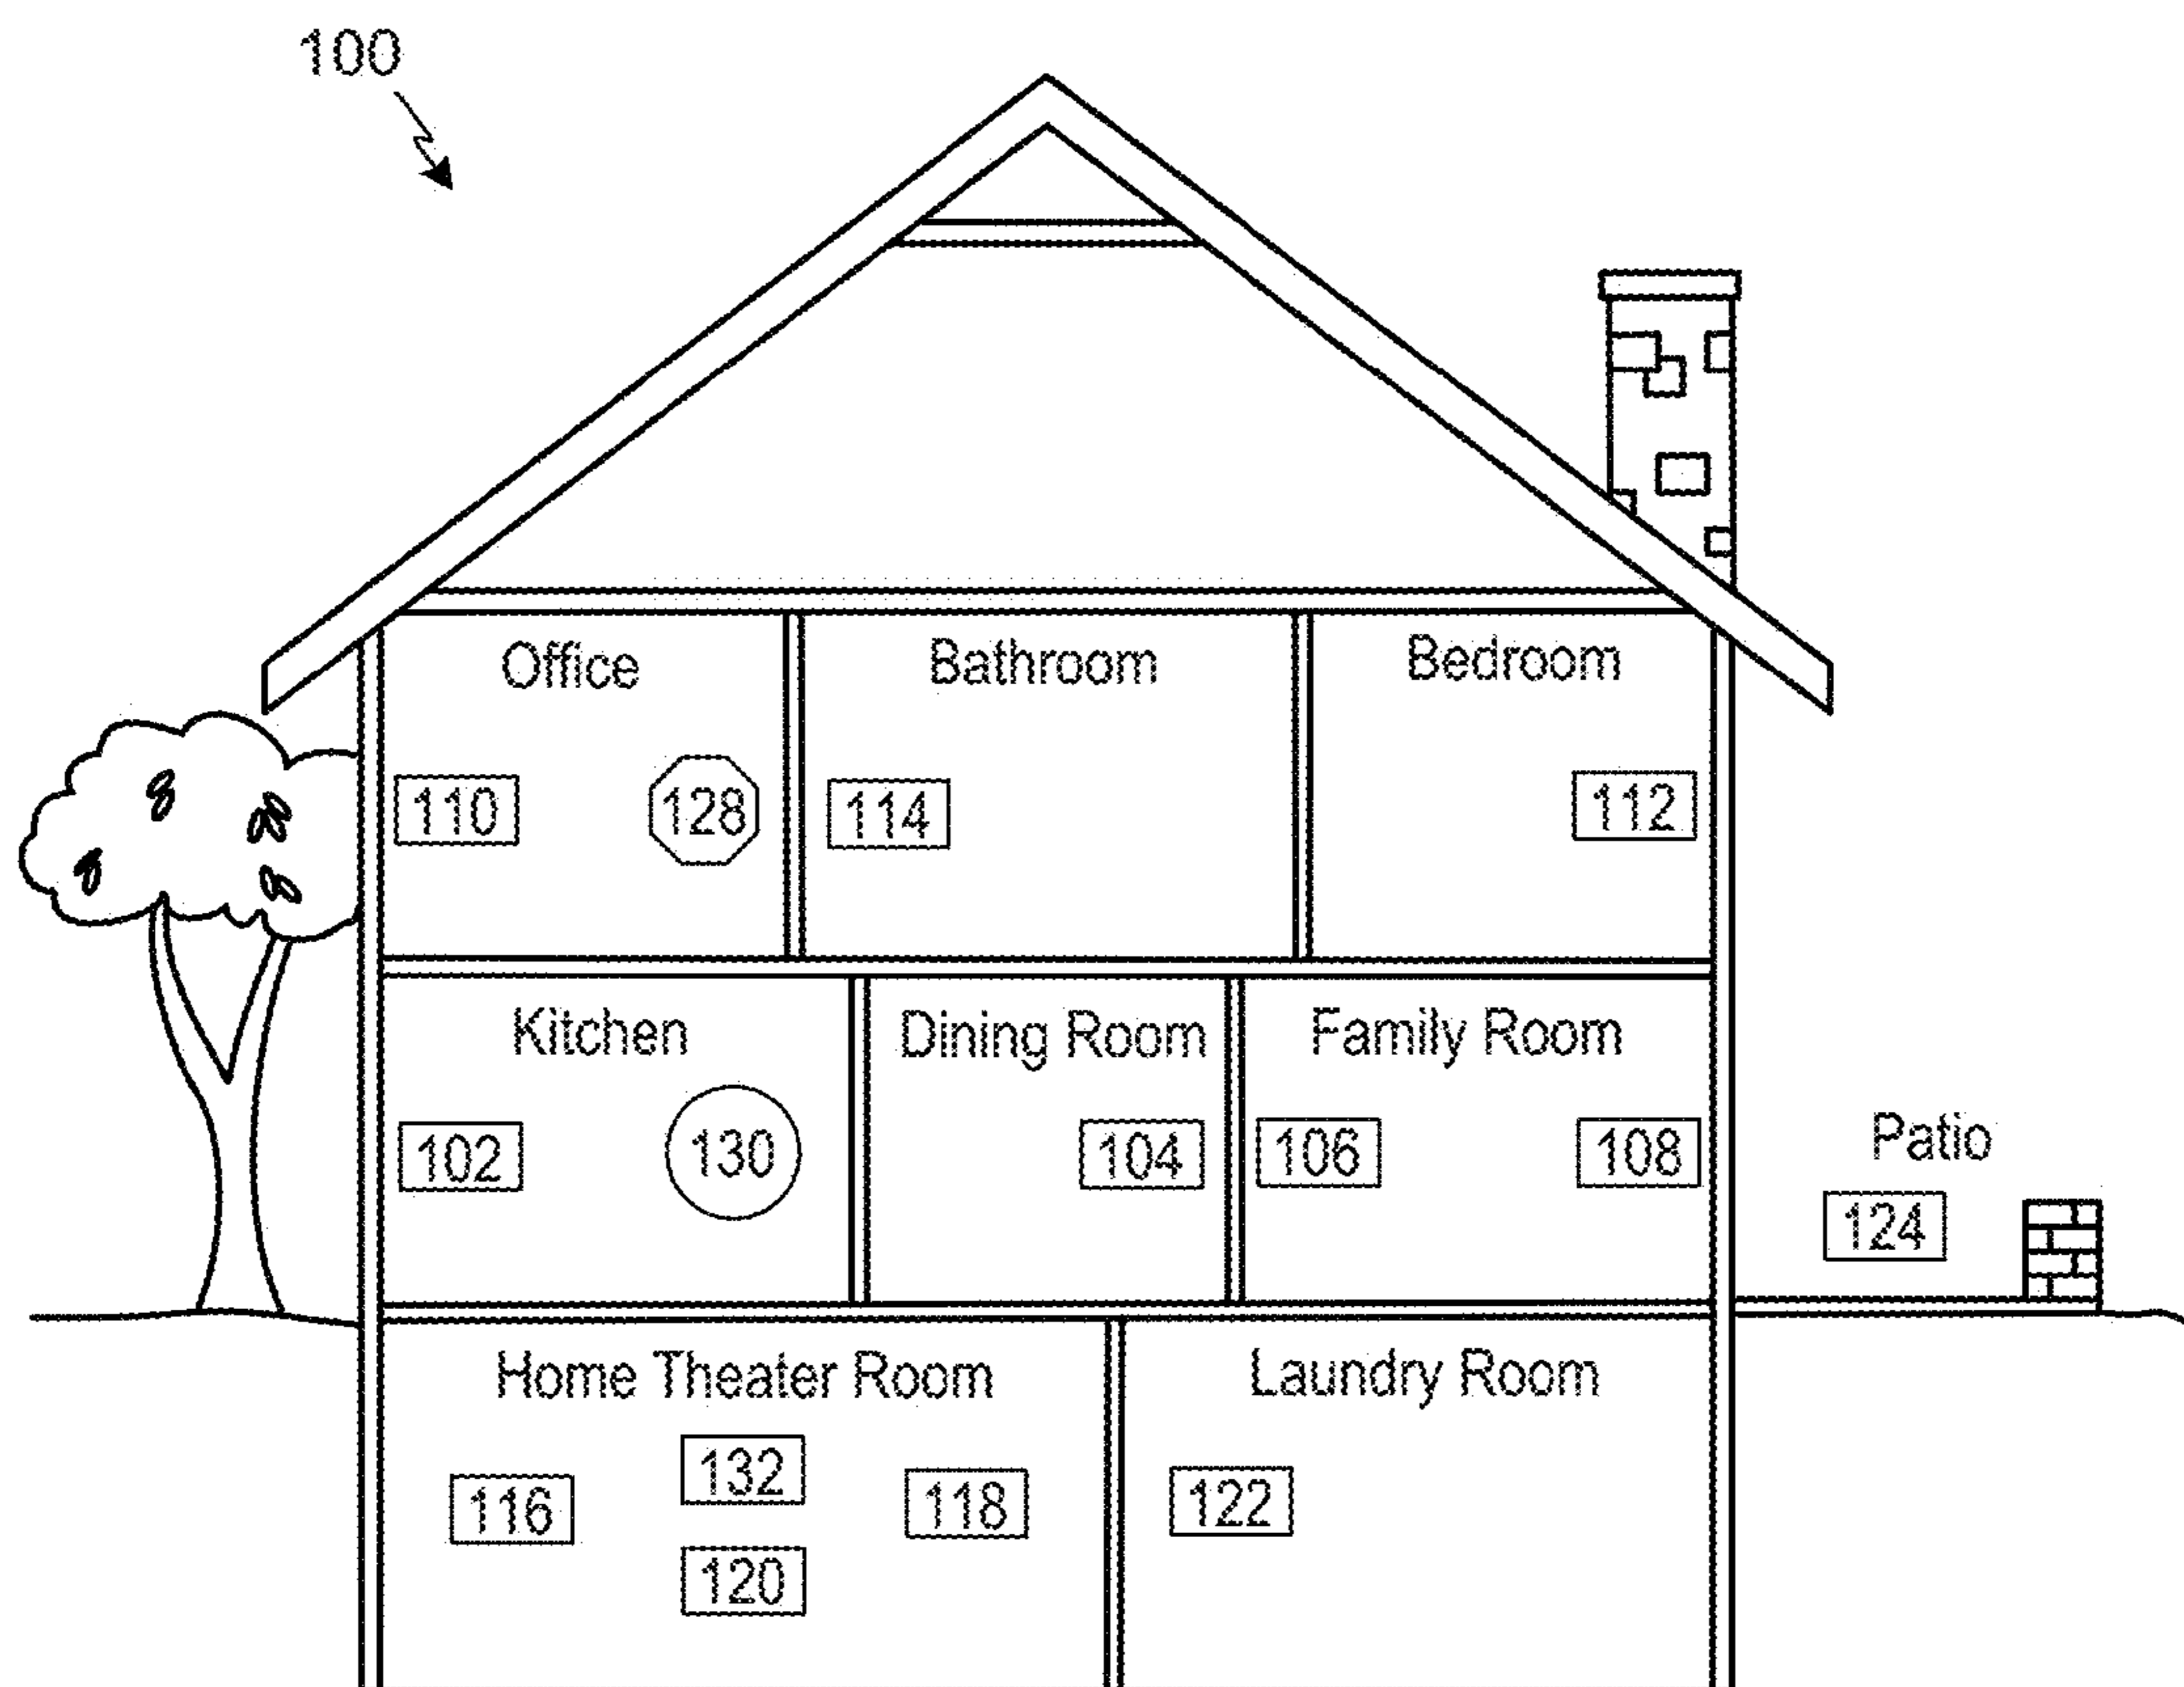 100
Office
Bathroom
Bedroom
110
128
114
112
Kitchen
Dining Room
Family Room
102
130
104
106
108
Patio
124
Home Theater Room
Laundry Room
116
132
118
120
122